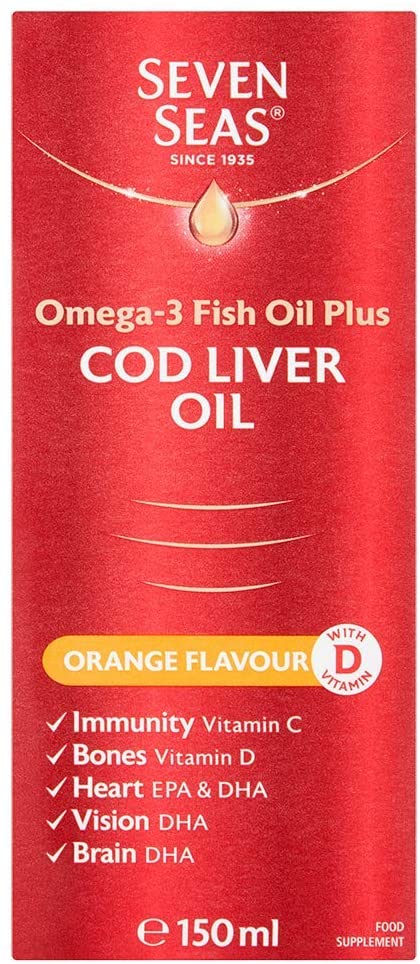 SEVEN
SEAS®
SINCE 1935
Omega-3 Fish Oil Plus
COD LIVER
OIL
ORANGE FLAVOUR
WITH
D
VITAMIN
✓ Immunity Vitamin C
✓ Bones Vitamin D
✓ Heart EPA & DHA
✓ Vision DHA
✓ Brain DHA
℮ 150ml
FOOD
SUPPLEMENT